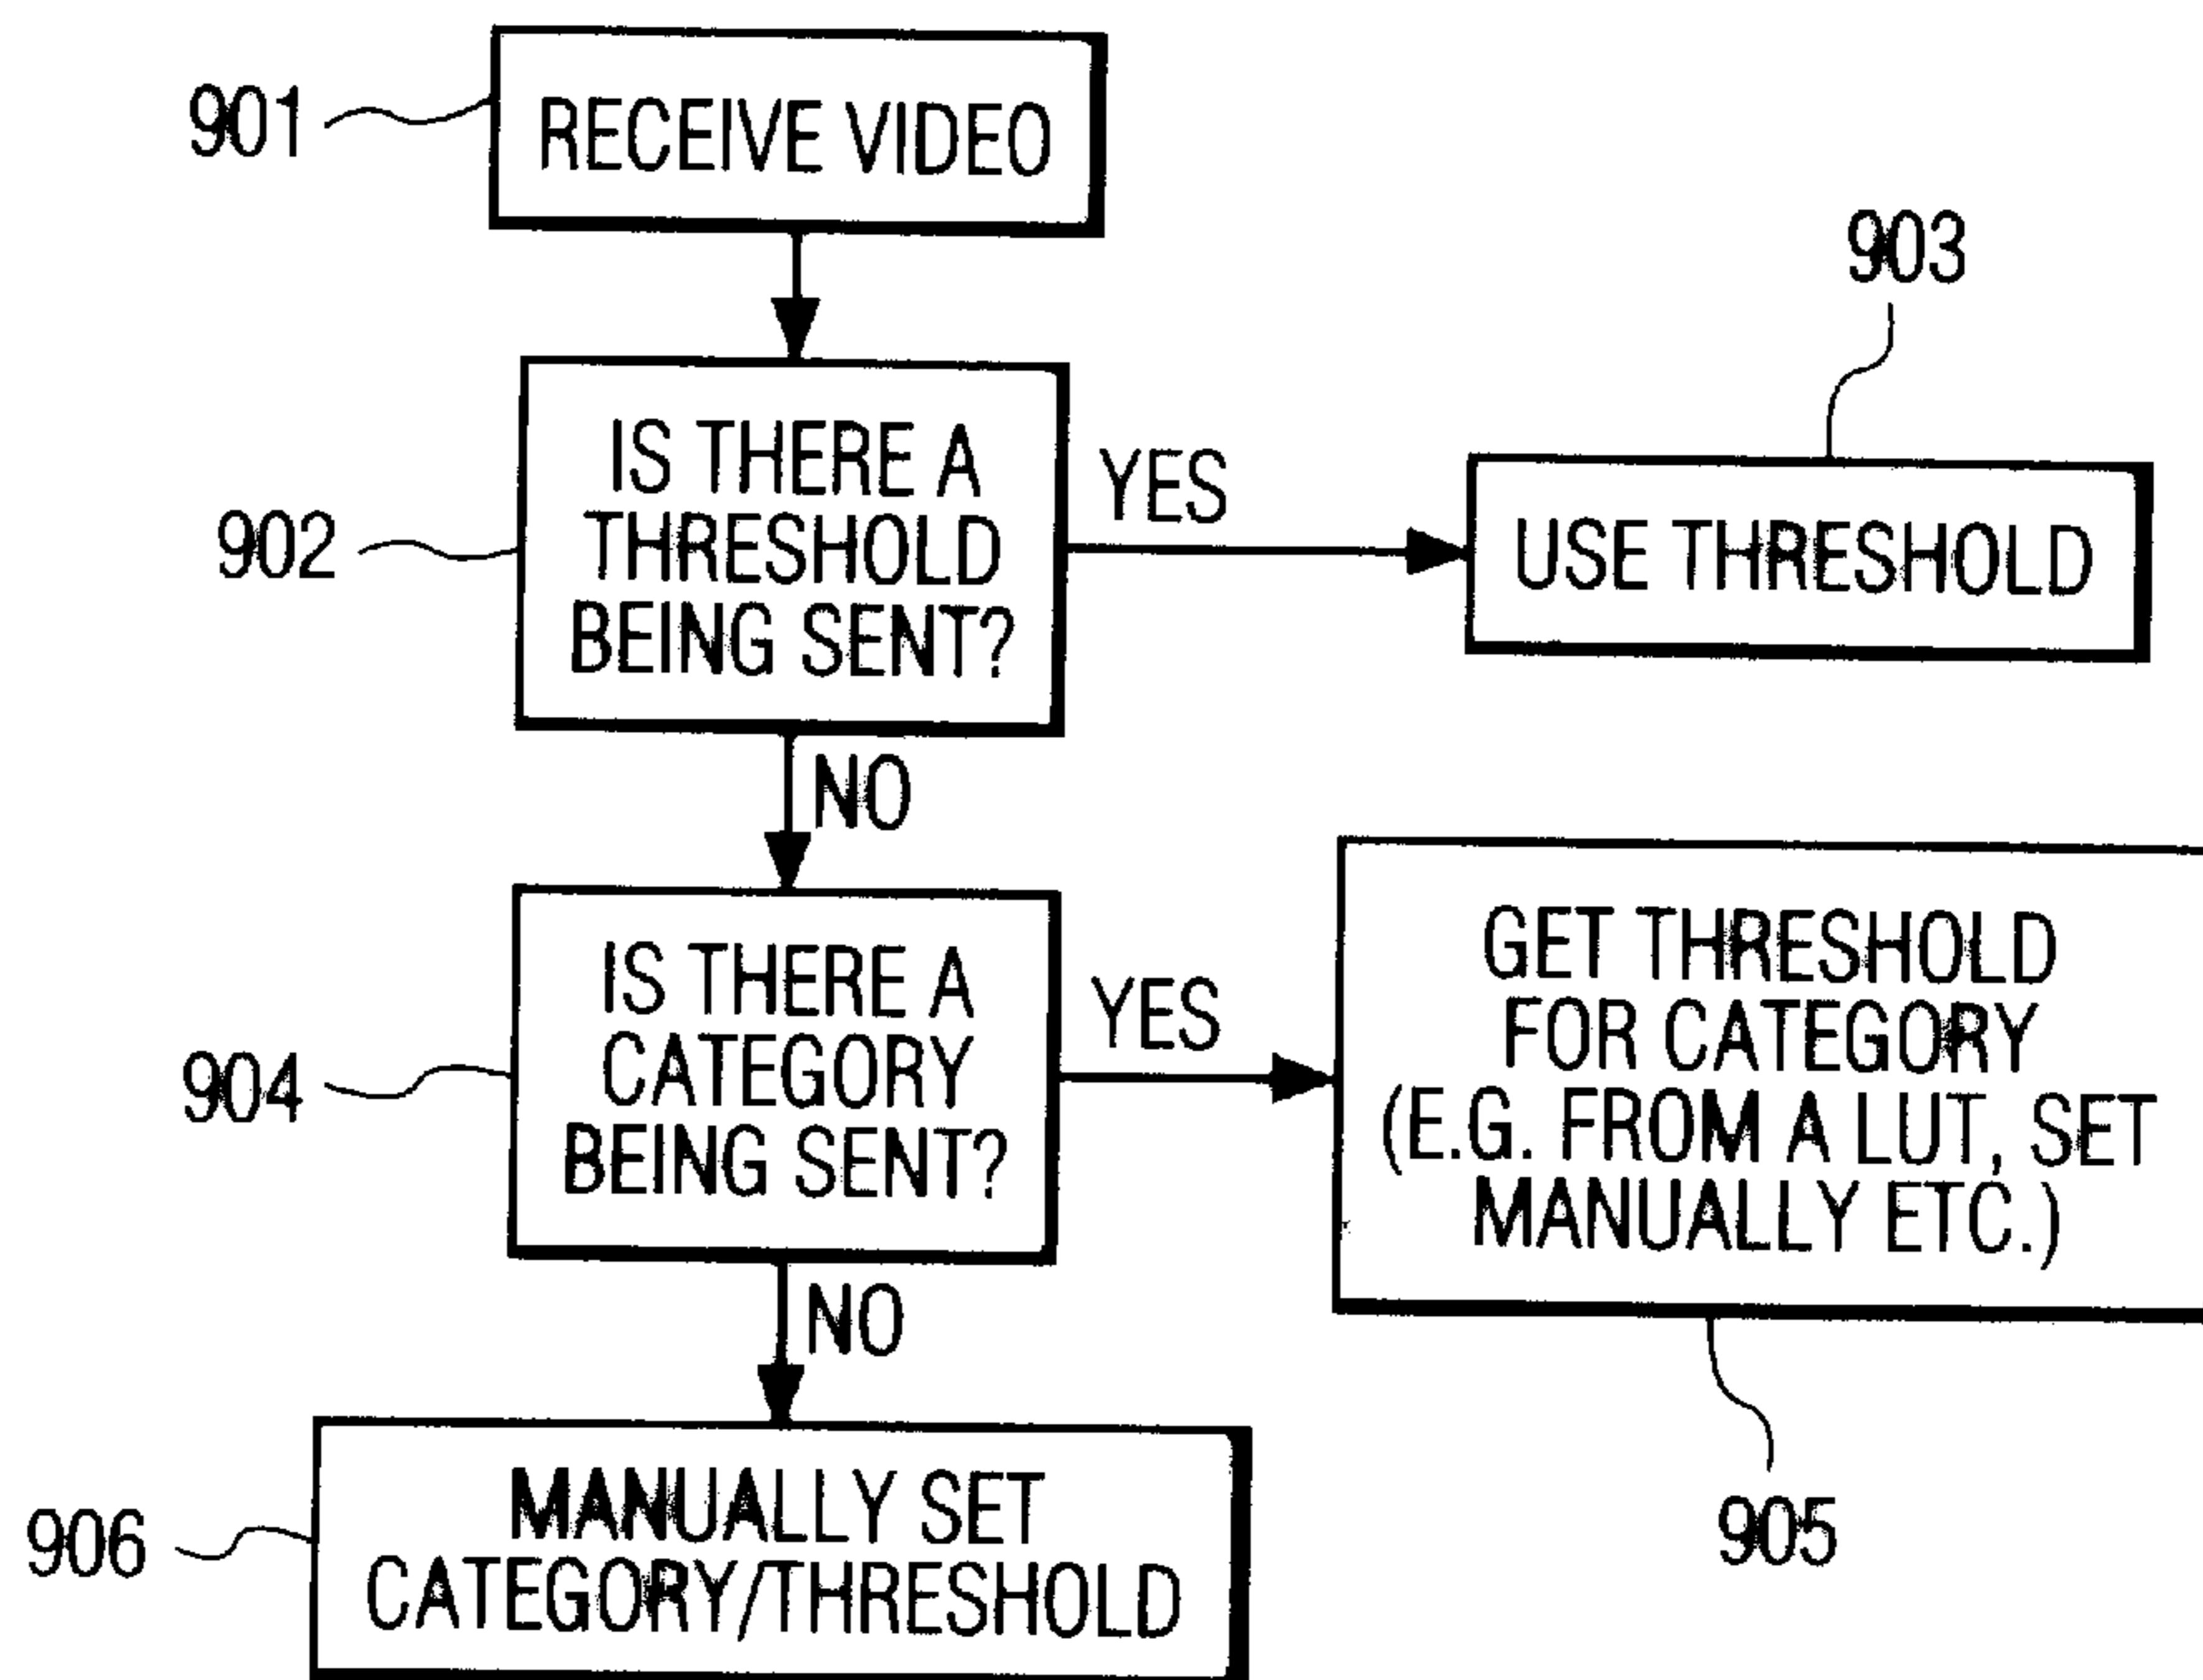 901
RECEIVE VIDEO
903
902
IS THERE A
THRESHOLD
BEING SENT?
YES
USE THRESHOLD
NO
904
IS THERE A
CATEGORY
BEING SENT?
YES
GET THRESHOLD
FOR CATEGORY
(E.G. FROM A LUT, SET
MANUALLY ETC.)
NO
905
906
MANUALLY SET
CATEGORY/THRESHOLD